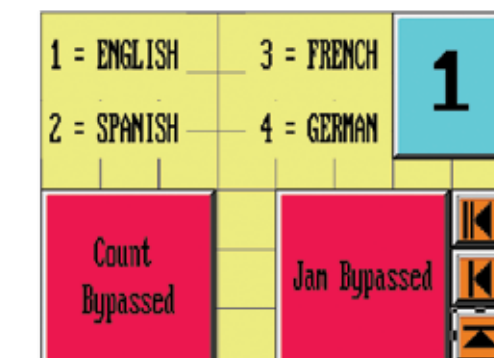 1 = ENGLISH 3 = FRENCH
1
2 = SPANISH 4 = GERMAN
Count
Bypassed
Jam Bypassed